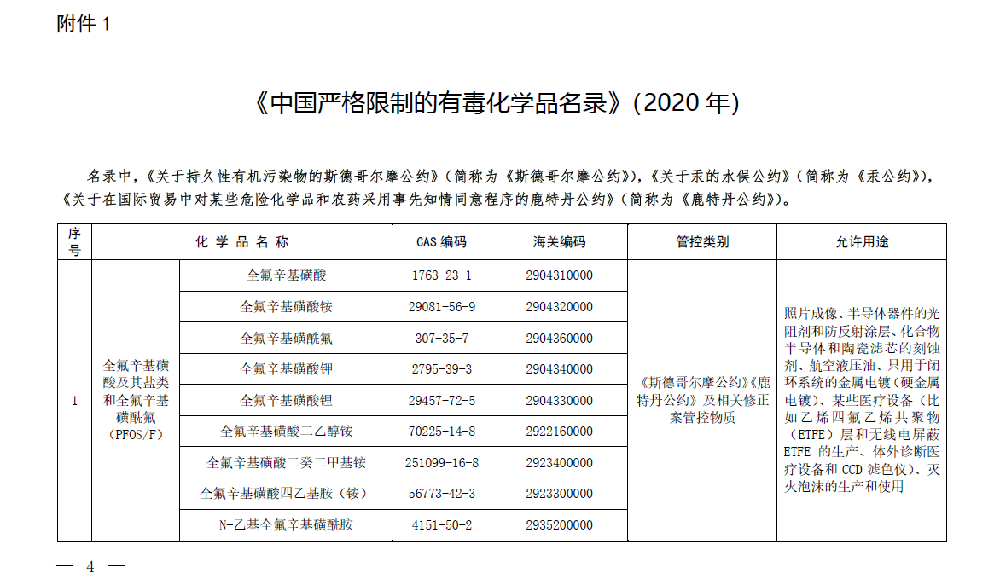 附件 1
《中国严格限制的有毒化学品名录》（2020 年）
名录中，《关于持久性有机污染物的斯德哥尔摩公约》（简称为《斯德哥尔摩公约》），《关于汞的水俣公约》（简称为《汞公约》），
《关于在国际贸易中对某些危险化学品和农药采用事先知情同意程序的鹿特丹公约》（简称为《鹿特丹公约》）。
序号 化 学 品 名 称 CAS 编码 海关编码 管控类别 允许用途
1
全氟辛基磺
酸及其盐类
和全氟辛基
磺酰氟
（PFOS/F）
全氟辛基磺酸 1763-23-1 2904310000
全氟辛基磺酸铵 29081-56-9 2904320000
全氟辛基磺酰氟 307-35-7 2904360000
全氟辛基磺酸钾 2795-39-3 2904340000
全氟辛基磺酸锂 29457-72-5 2904330000
全氟辛基磺酸二乙醇铵 70225-14-8 2922160000
全氟辛基磺酸二癸二甲基铵 251099-16-8 2923400000
全氟辛基磺酸四乙基胺（铵） 56773-42-3 2923300000
N-乙基全氟辛基磺酰胺 4151-50-2 2935200000
《斯德哥尔摩公约》《鹿
特丹公约》及相关修正
案管控物质
照片成像、半导体器件的光
阻剂和防反射涂层、化合物
半导体和陶瓷滤芯的刻蚀
剂、航空液压油、只用于闭
环系统的金属电镀（硬金属
电镀）、某些医疗设备（比
如乙烯四氟乙烯共聚物
（ETFE）层和无线电屏蔽
ETFE 的生产、体外诊断医
疗设备和 CCD 滤色仪）、灭
火泡沫的生产和使用
— 4 —